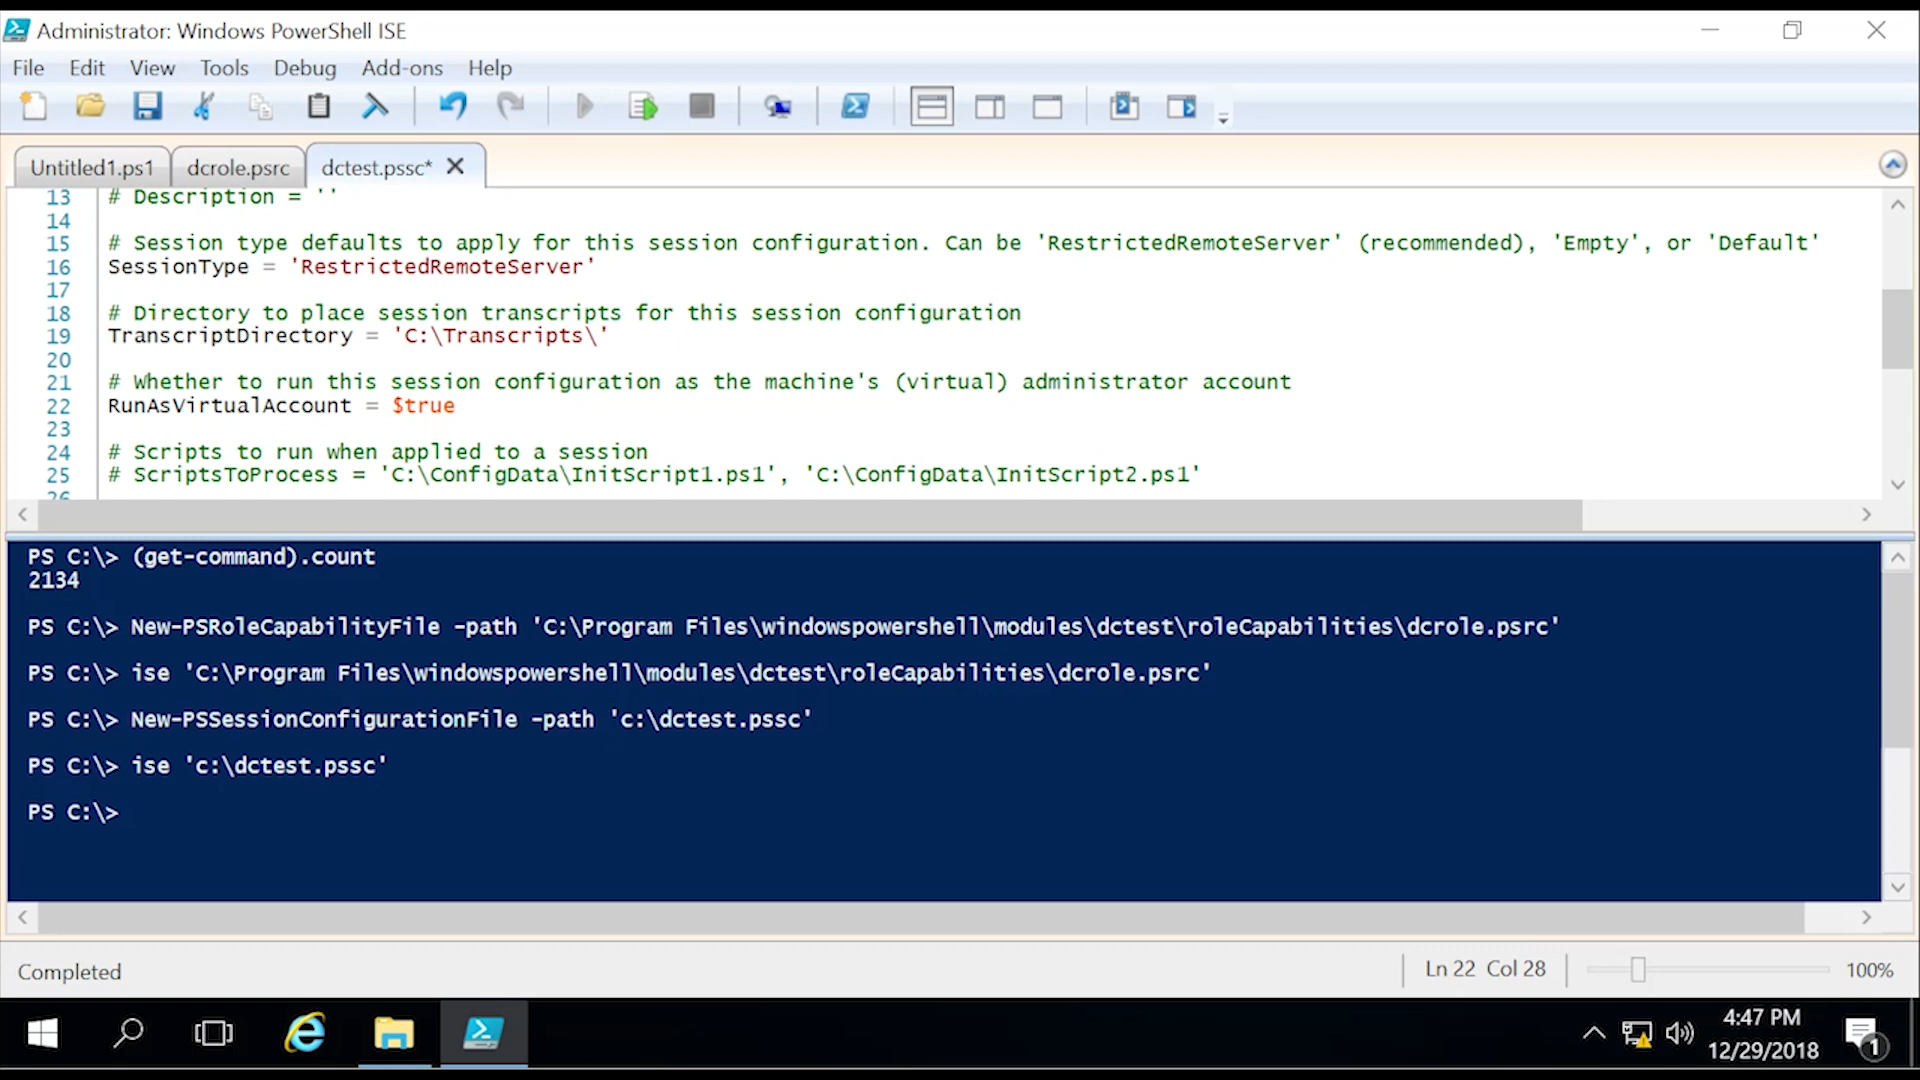 Administrator: Windows PowerShell ISE
File Edit View Tools Debug Add-ons Help
Untitled1.ps1 dcrole.psrc dctest.pssc*
13 # Description = ''
14
15 # Session type defaults to apply for this session configuration. Can be 'RestrictedRemoteServer' (recommended), 'Empty', or 'Default'
16 SessionType = 'RestrictedRemoteServer'
17
18 # Directory to place session transcripts for this session configuration
19 TranscriptDirectory = 'C:\Transcripts\'
20
21 # Whether to run this session configuration as the machine's (virtual) administrator account
22 RunAsVirtualAccount = $true
23
24 # Scripts to run when applied to a session
25 # ScriptsToProcess = 'C:\ConfigData\InitScript1.ps1', 'C:\ConfigData\InitScript2.ps1'
26
PS C:\> (get-command).count
2134
PS C:\> New-PSRoleCapabilityFile -path 'C:\Program Files\windowspowershell\modules\dctest\roleCapabilities\dcrole.psrc'
PS C:\> ise 'C:\Program Files\windowspowershell\modules\dctest\roleCapabilities\dcrole.psrc'
PS C:\> New-PSSessionConfigurationFile -path 'c:\dctest.pssc'
PS C:\> ise 'c:\dctest.pssc'
PS C:\>
Completed
Ln 22 Col 28
100%
4:47 PM
12/29/2018
1